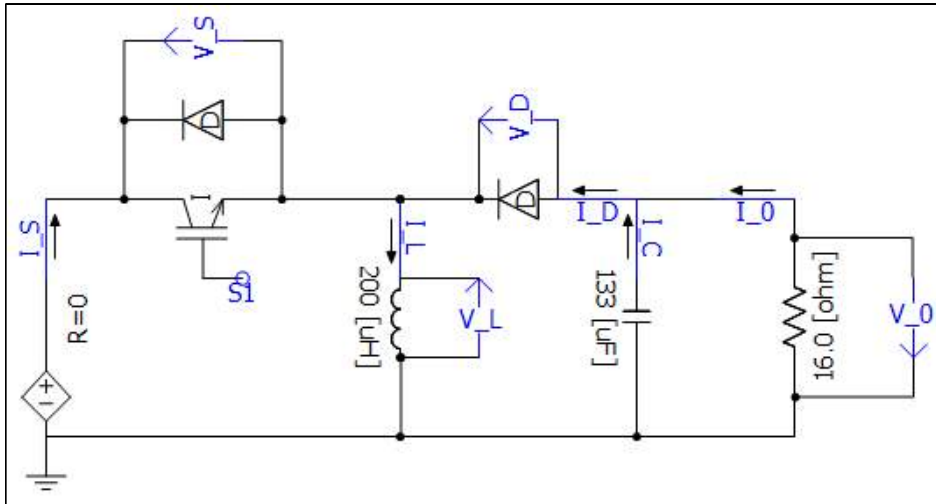 V_S
D
V_D
D
I
I_S
I_L
I_D
I_C
I_0
S1
R=0
200 [uH]
V_L
133 [uF]
16.0 [ohm]
V_0
+
-